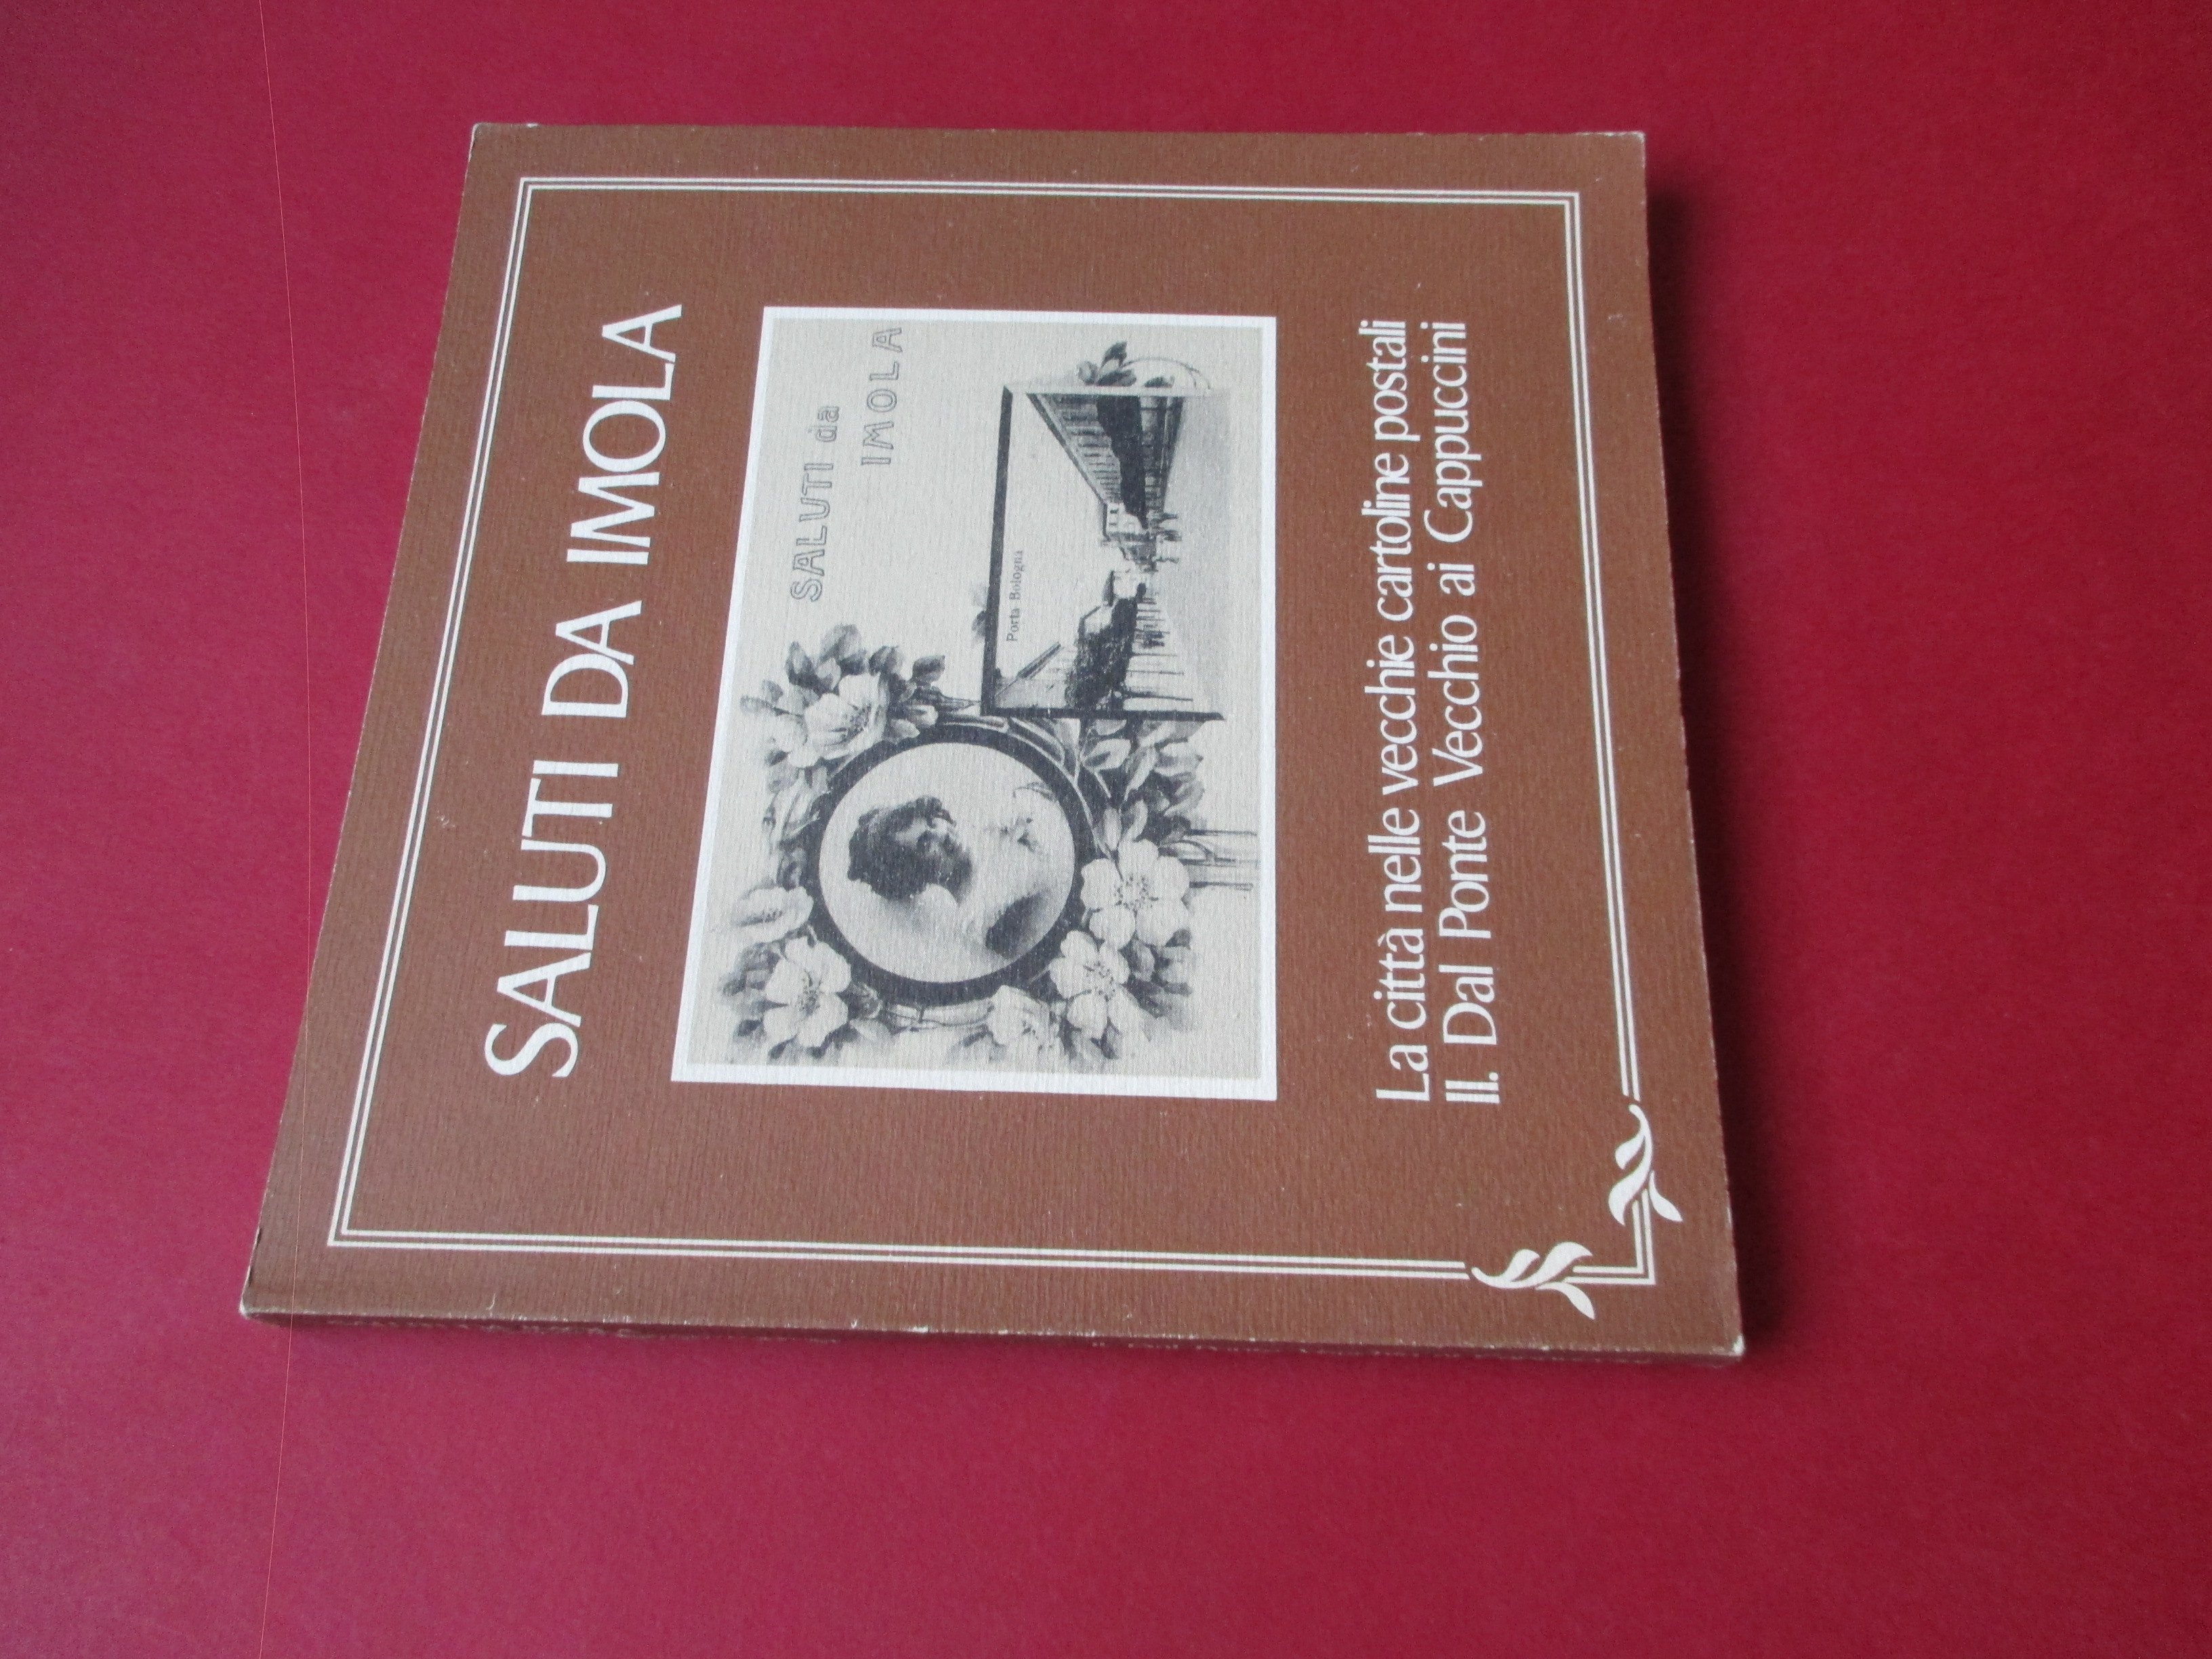 SALUTI DA IMOLA
SALUTI da
IMOLA
Porta Bologna
La città nelle vecchie cartoline postali
II. Dal Ponte Vecchio ai Cappuccini